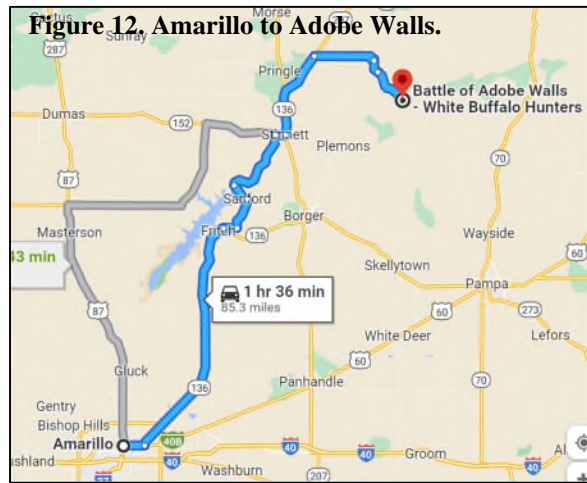 Figure 12. Amarillo to Adobe Walls.
Cactus
Morse
Sunray
287
Pringle
Battle of Adobe Walls
- White Buffalo Hunters
136
Dumas
152
Stinnett
Plemons
70
87
Sanford
Borger
Masterson
Fritch
136
Wayside
43 min
Skellytown
60
Pampa
1 hr 36 min
85.3 miles
87
273
60
White Deer
Lefors
Gluck
60
136
Panhandle
70
Gentry
Bishop Hills
Amarillo
40B
40
40
Groom
40
40
Washburn
207